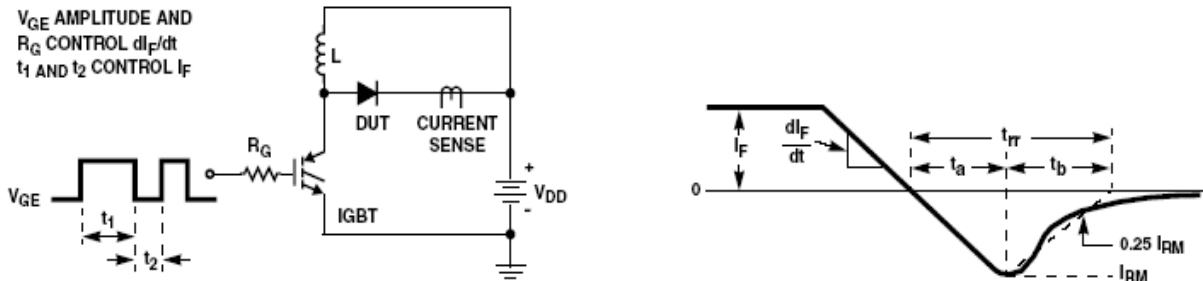 V_GE AMPLITUDE AND
R_G CONTROL dI_F/dt
t_1 AND t_2 CONTROL I_F
L
DUT
CURRENT
SENSE
R_G
V_GE
t_1
t_2
IGBT
+
V_DD
-
I_F
dI_F
dt
t_rr
t_a
t_b
0
0.25 I_RM
I_RM